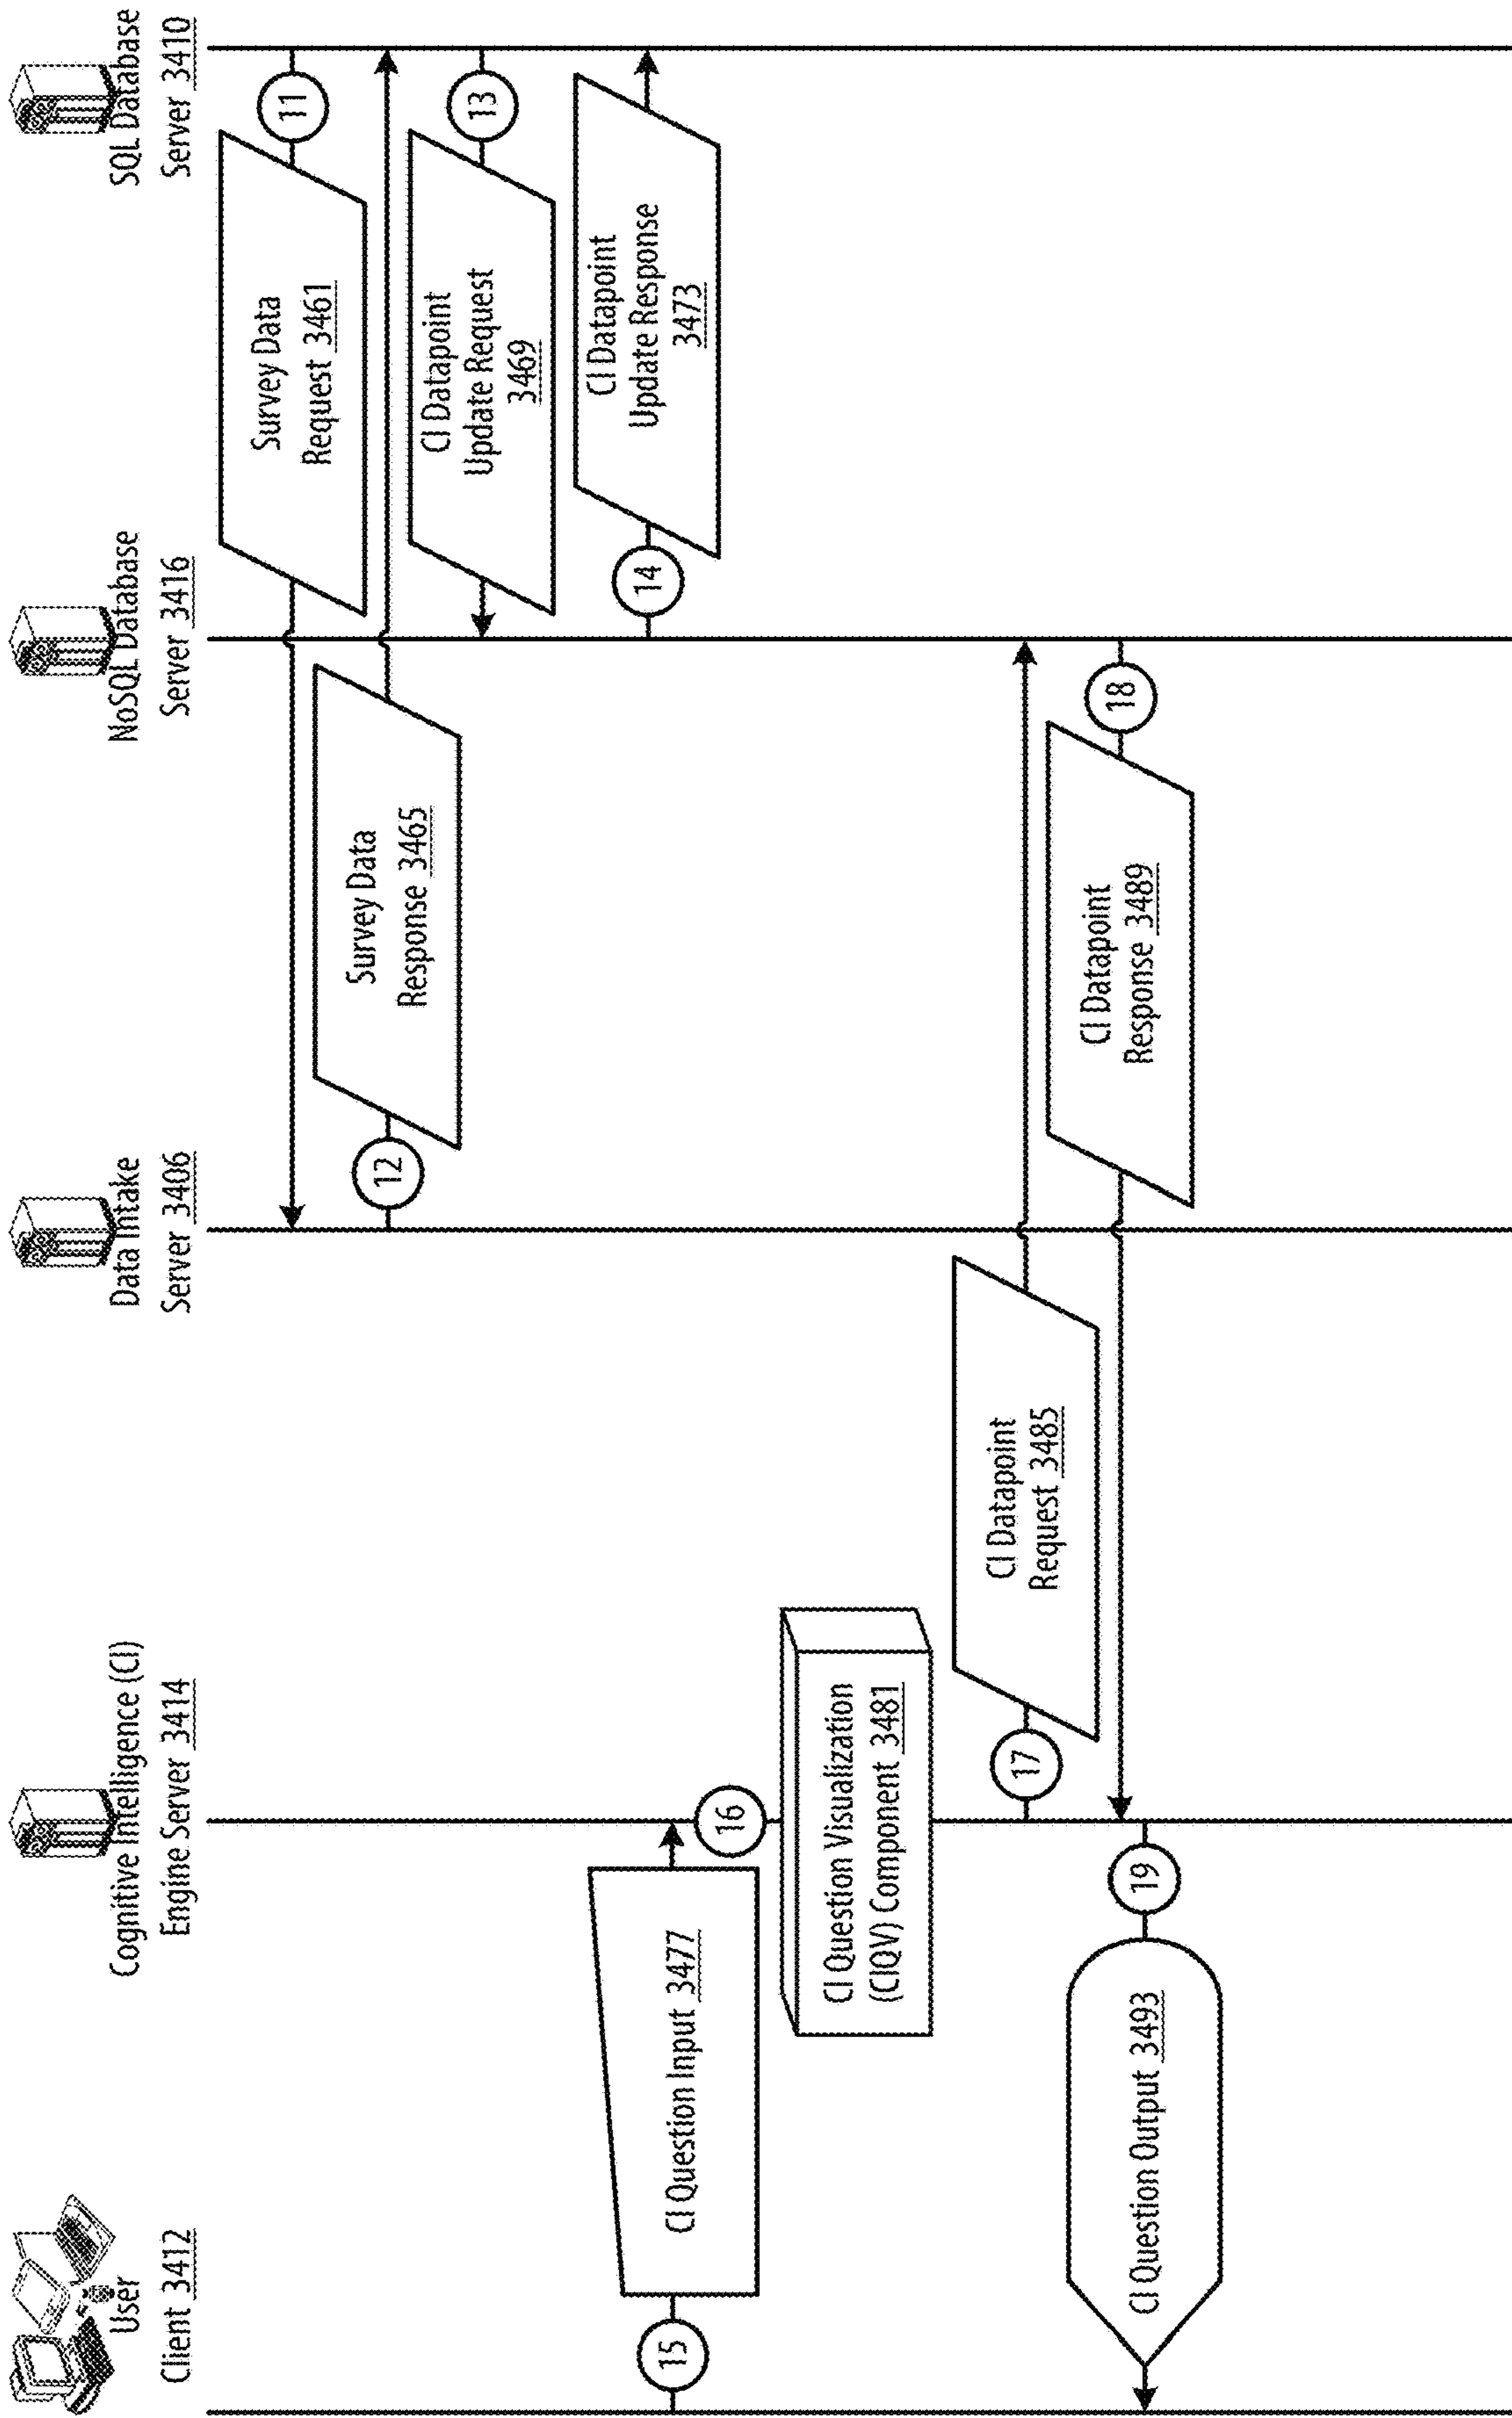 User
Client 3412
Cognitive Intelligence (CI)
Engine Server 3414
Data Intake
Server 3406
NoSQL Database
Server 3416
SQL Database
Server 3410
11
Survey Data
Request 3461
12
Survey Data
Response 3465
13
CI Datapoint
Update Request
3469
14
CI Datapoint
Update Response
3473
15
CI Question Input 3477
16
CI Question Visualization
(CIQV) Component 3481
17
CI Datapoint
Request 3485
18
CI Datapoint
Response 3489
19
CI Question Output 3493